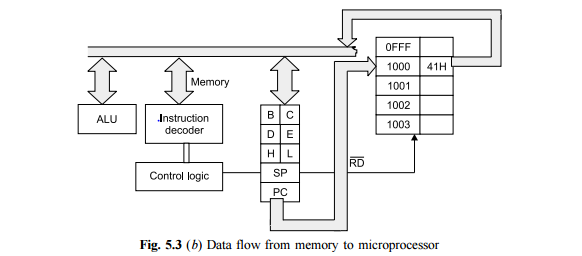 0FFF
1000 41H
Memory
1001
ALU
.Instruction
decoder
B C
1002
D E
1003
H L
RD
Control logic
SP
PC
Fig. 5.3 (b) Data flow from memory to microprocessor